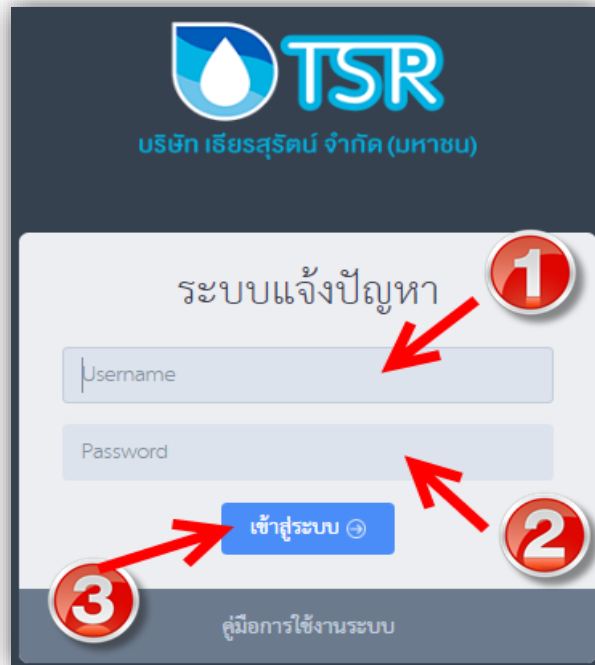 TSR
บริษัท เธียรสุรัตน์ จำกัด (มหาชน)
ระบบแจ้งปัญหา
1
Username
Password
2
เข้าสู่ระบบ
3
คู่มือการใช้งานระบบ